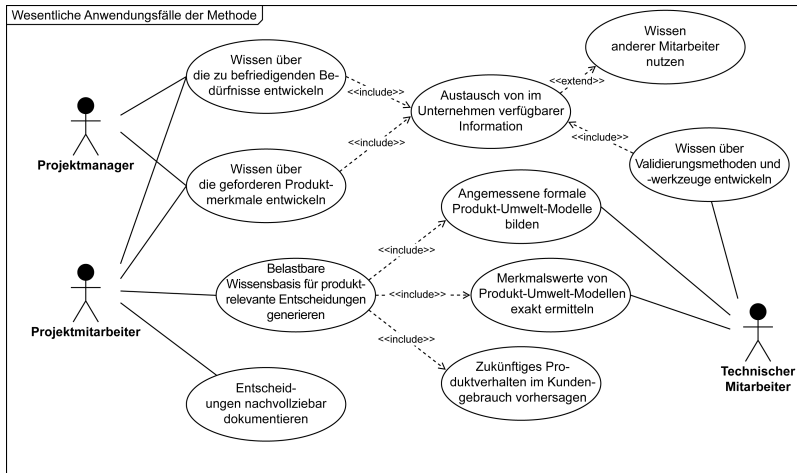 Wesentliche Anwendungsfälle der Methode
Wissen über
die zu befriedigenden Be-
dürfnisse entwickeln
<<include>>
Austausch von im
Unternehmen verfügbarer
Information
<<extend>>
Wissen
anderer Mitarbeiter
nutzen
Projektmanager
Wissen über
die geforderen Produkt-
merkmale entwickeln
<<include>>
<<include>>
Wissen über
Validierungsmethoden und
-werkzeuge entwickeln
Angemessene formale
Produkt-Umwelt-Modelle
bilden
<<include>>
Projektmitarbeiter
Belastbare
Wissensbasis für produkt-
relevante Entscheidungen
generieren
<<include>>
Merkmalswerte von
Produkt-Umwelt-Modellen
exakt ermitteln
<<include>>
Technischer
Mitarbeiter
Entscheid-
ungen nachvollziebar
dokumentieren
Zukünftiges Pro-
duktverhalten im Kunden-
gebrauch vorhersagen